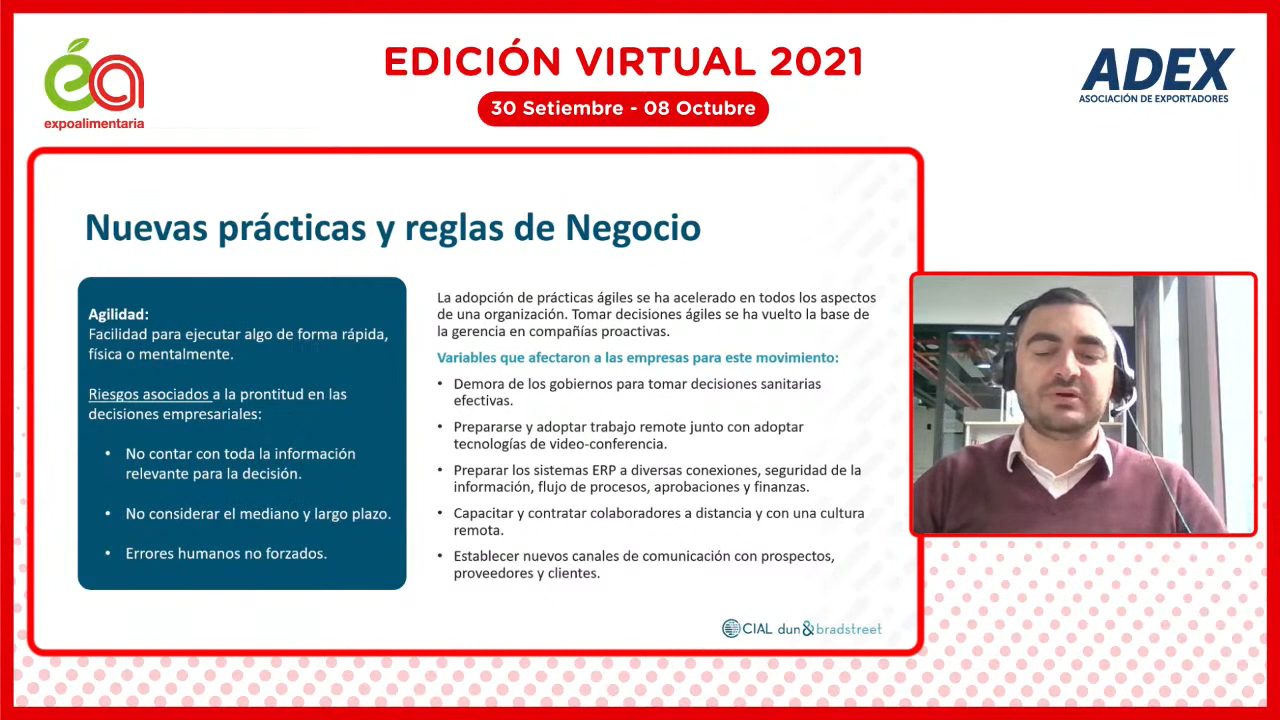 éa
expoalimentaria
EDICIÓN VIRTUAL 2021
30 Setiembre - 08 Octubre
ADEX
ASOCIACIÓN DE EXPORTADORES
Nuevas prácticas y reglas de Negocio
Agilidad:
Facilidad para ejecutar algo de forma rápida,
física o mentalmente.
Riesgos asociados a la prontitud en las
decisiones empresariales:
• No contar con toda la información
relevante para la decisión.
• No considerar el mediano y largo plazo.
• Errores humanos no forzados.
La adopción de prácticas ágiles se ha acelerado en todos los aspectos
de una organización. Tomar decisiones ágiles se ha vuelto la base de
la gerencia en compañías proactivas.
Variables que afectaron a las empresas para este movimiento:
• Demora de los gobiernos para tomar decisiones sanitarias
efectivas.
• Prepararse y adoptar trabajo remote junto con adoptar
tecnologías de video-conferencia.
• Preparar los sistemas ERP a diversas conexiones, seguridad de la
información, flujo de procesos, aprobaciones y finanzas.
• Capacitar y contratar colaboradores a distancia y con una cultura
remota.
• Establecer nuevos canales de comunicación con prospectos,
proveedores y clientes.
CIAL dun & bradstreet